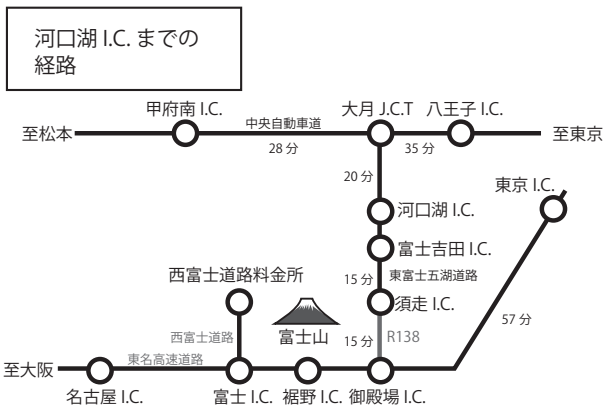 河口湖 I.C. までの
経路
甲府南 I.C.
大月 J.C.T
八王子 I.C.
至松本
中央自動車道
至東京
28 分
35 分
20 分
東京 I.C.
河口湖 I.C.
富士吉田 I.C.
西富士道路料金所
15 分
東富士五湖道路
須走 I.C.
57 分
西富士道路
富士山
15 分
R138
至大阪
東名高速道路
名古屋 I.C.
富士 I.C.
裾野 I.C.
御殿場 I.C.